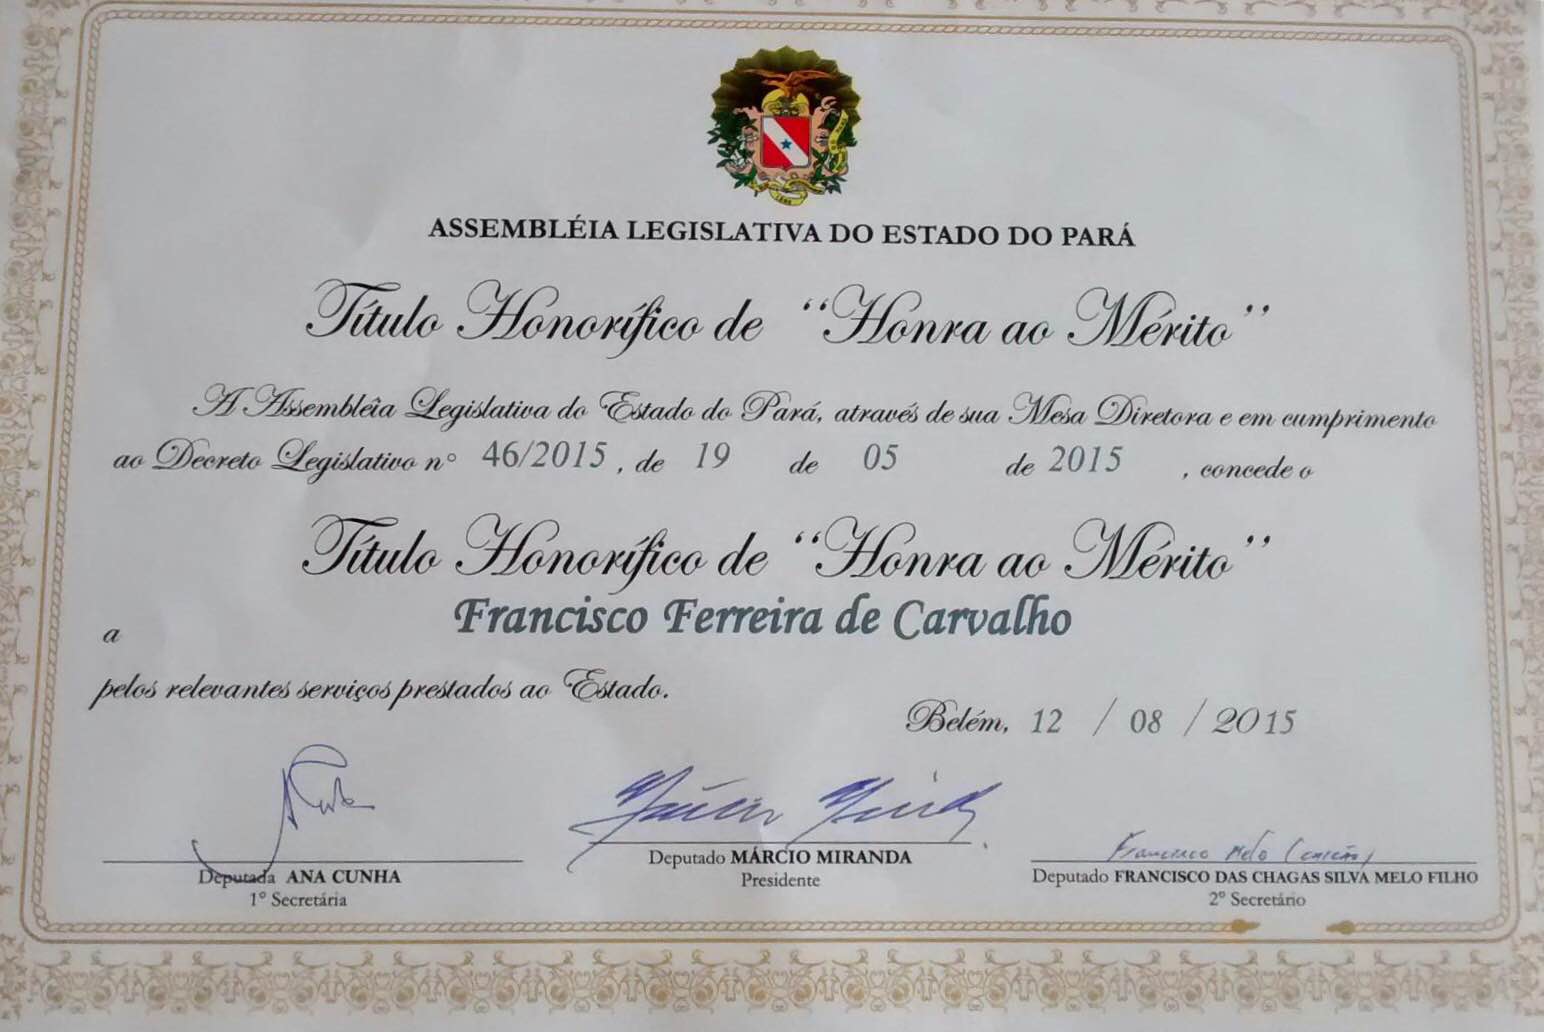 ASSEMBLÉIA LEGISLATIVA DO ESTADO DO PARÁ
Título Honorífico de “Honra ao Mérito”
A Assembléia Legislativa do Estado do Pará, através de sua Mesa Diretora e em cumprimento
ao Decreto Legislativo nº 46/2015, de 19 de 05 de 2015, concede o
Título Honorífico de “Honra ao Mérito”
a Francisco Ferreira de Carvalho
pelos relevantes serviços prestados ao Estado.
Belém, 12 / 08 / 2015
Deputada ANA CUNHA
1º Secretária
Deputado MÁRCIO MIRANDA
Presidente
Francisco Melo
Deputado FRANCISCO DAS CHAGAS SILVA MELO FILHO
2º Secretário